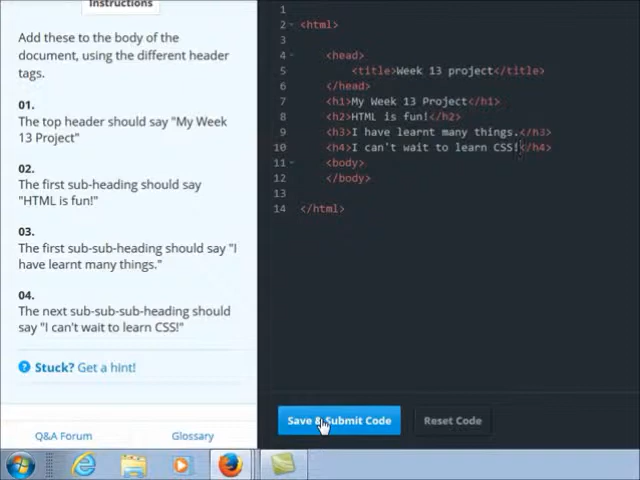 Instructions
Add these to the body of the
document, using the different header
tags.
01.
The top header should say "My Week
13 Project"
02.
The first sub-heading should say
"HTML is fun!"
03.
The first sub-sub-heading should say "I
have learnt many things."
04.
The next sub-sub-sub-heading should
say "I can't wait to learn CSS!"
? Stuck? Get a hint!
Q&A Forum Glossary
1
2 <html>
3
4 <head>
5 <title>Week 13 project</title>
6 </head>
7 <h1>My Week 13 Project</h1>
8 <h2>HTML is fun!</h2>
9 <h3>I have learnt many things.</h3>
10 <h4>I can't wait to learn CSS!</h4>
11 <body>
12 </body>
13
14 </html>
Save & Submit Code Reset Code